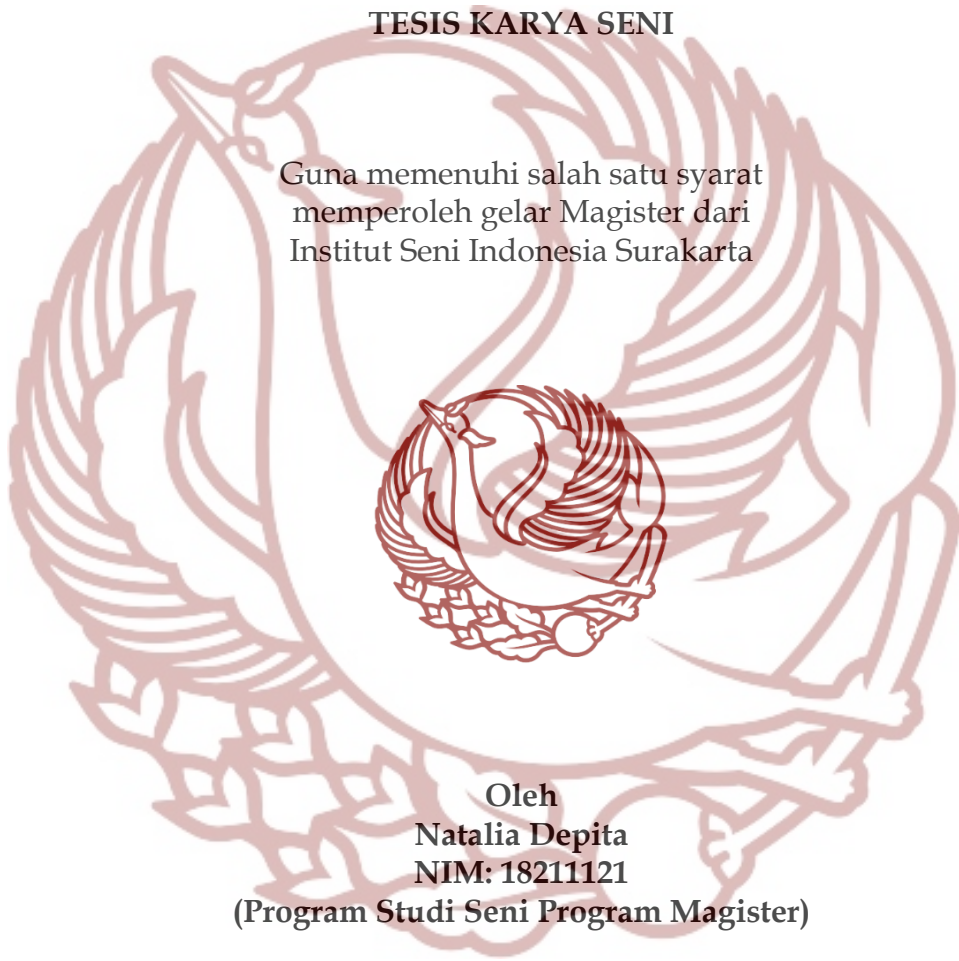 TESIS KARYA SENI
Guna memenuhi salah satu syarat
memperoleh gelar Magister dari
Institut Seni Indonesia Surakarta
Oleh
Natalia Depita
NIM: 18211121
(Program Studi Seni Program Magister)